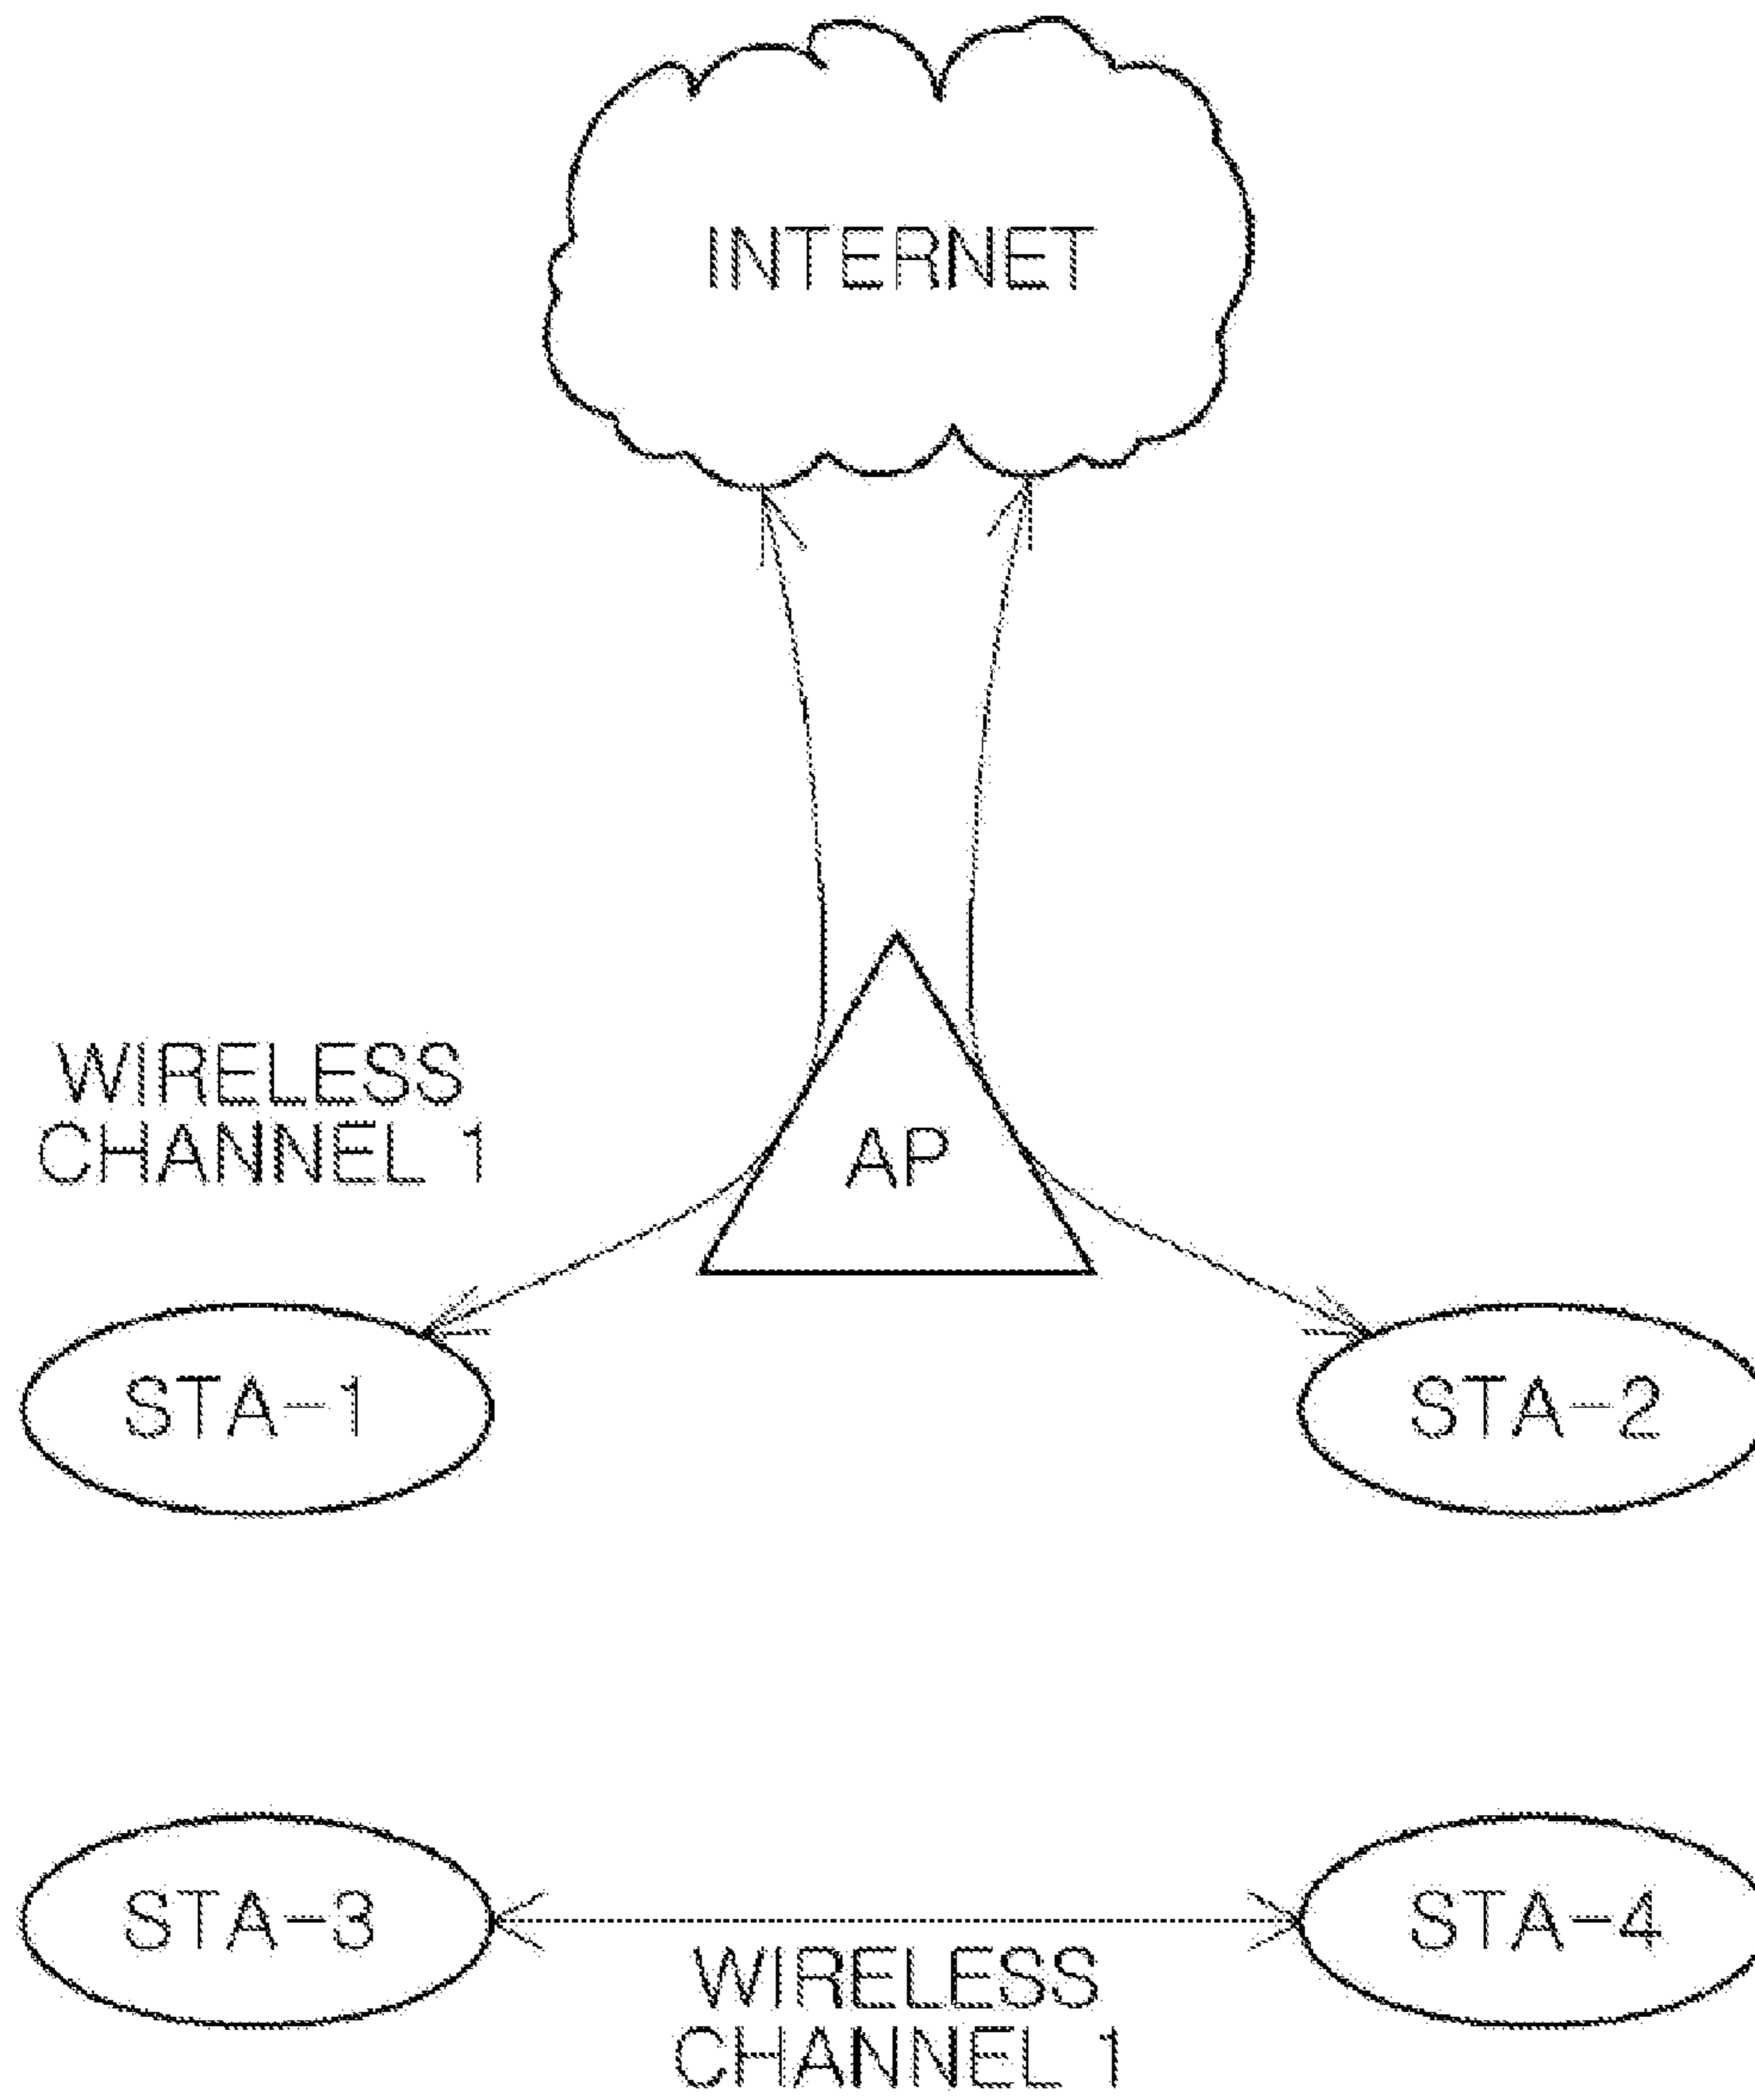 INTERNET
WIRELESS
CHANNEL 1
AP
STA-1
STA-2
STA-3
STA-4
WIRELESS
CHANNEL 1